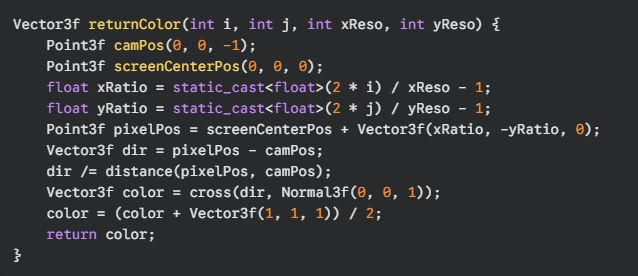 Vector3f returnColor(int i, int j, int xReso, int yReso) {
    Point3f camPos(0, 0, -1);
    Point3f screenCenterPos(0, 0, 0);
    float xRatio = static_cast<float>(2 * i) / xReso - 1;
    float yRatio = static_cast<float>(2 * j) / yReso - 1;
    Point3f pixelPos = screenCenterPos + Vector3f(xRatio, -yRatio, 0);
    Vector3f dir = pixelPos - camPos;
    dir /= distance(pixelPos, camPos);
    Vector3f color = cross(dir, Normal3f(0, 0, 1));
    color = (color + Vector3f(1, 1, 1)) / 2;
    return color;
}